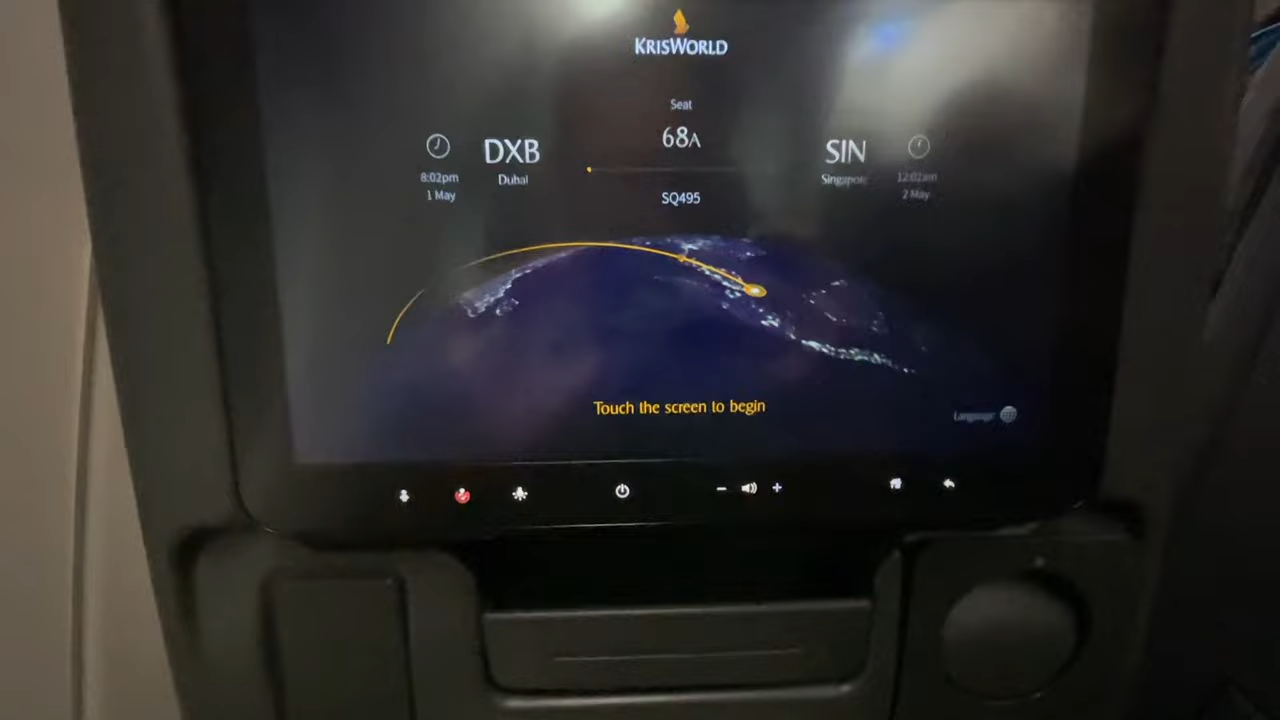 KRISWORLD
Seat
68A
DXB
Dubai
8:02pm
1 May
SIN
Singapore
12:02am
2 May
SQ495
Touch the screen to begin
Language